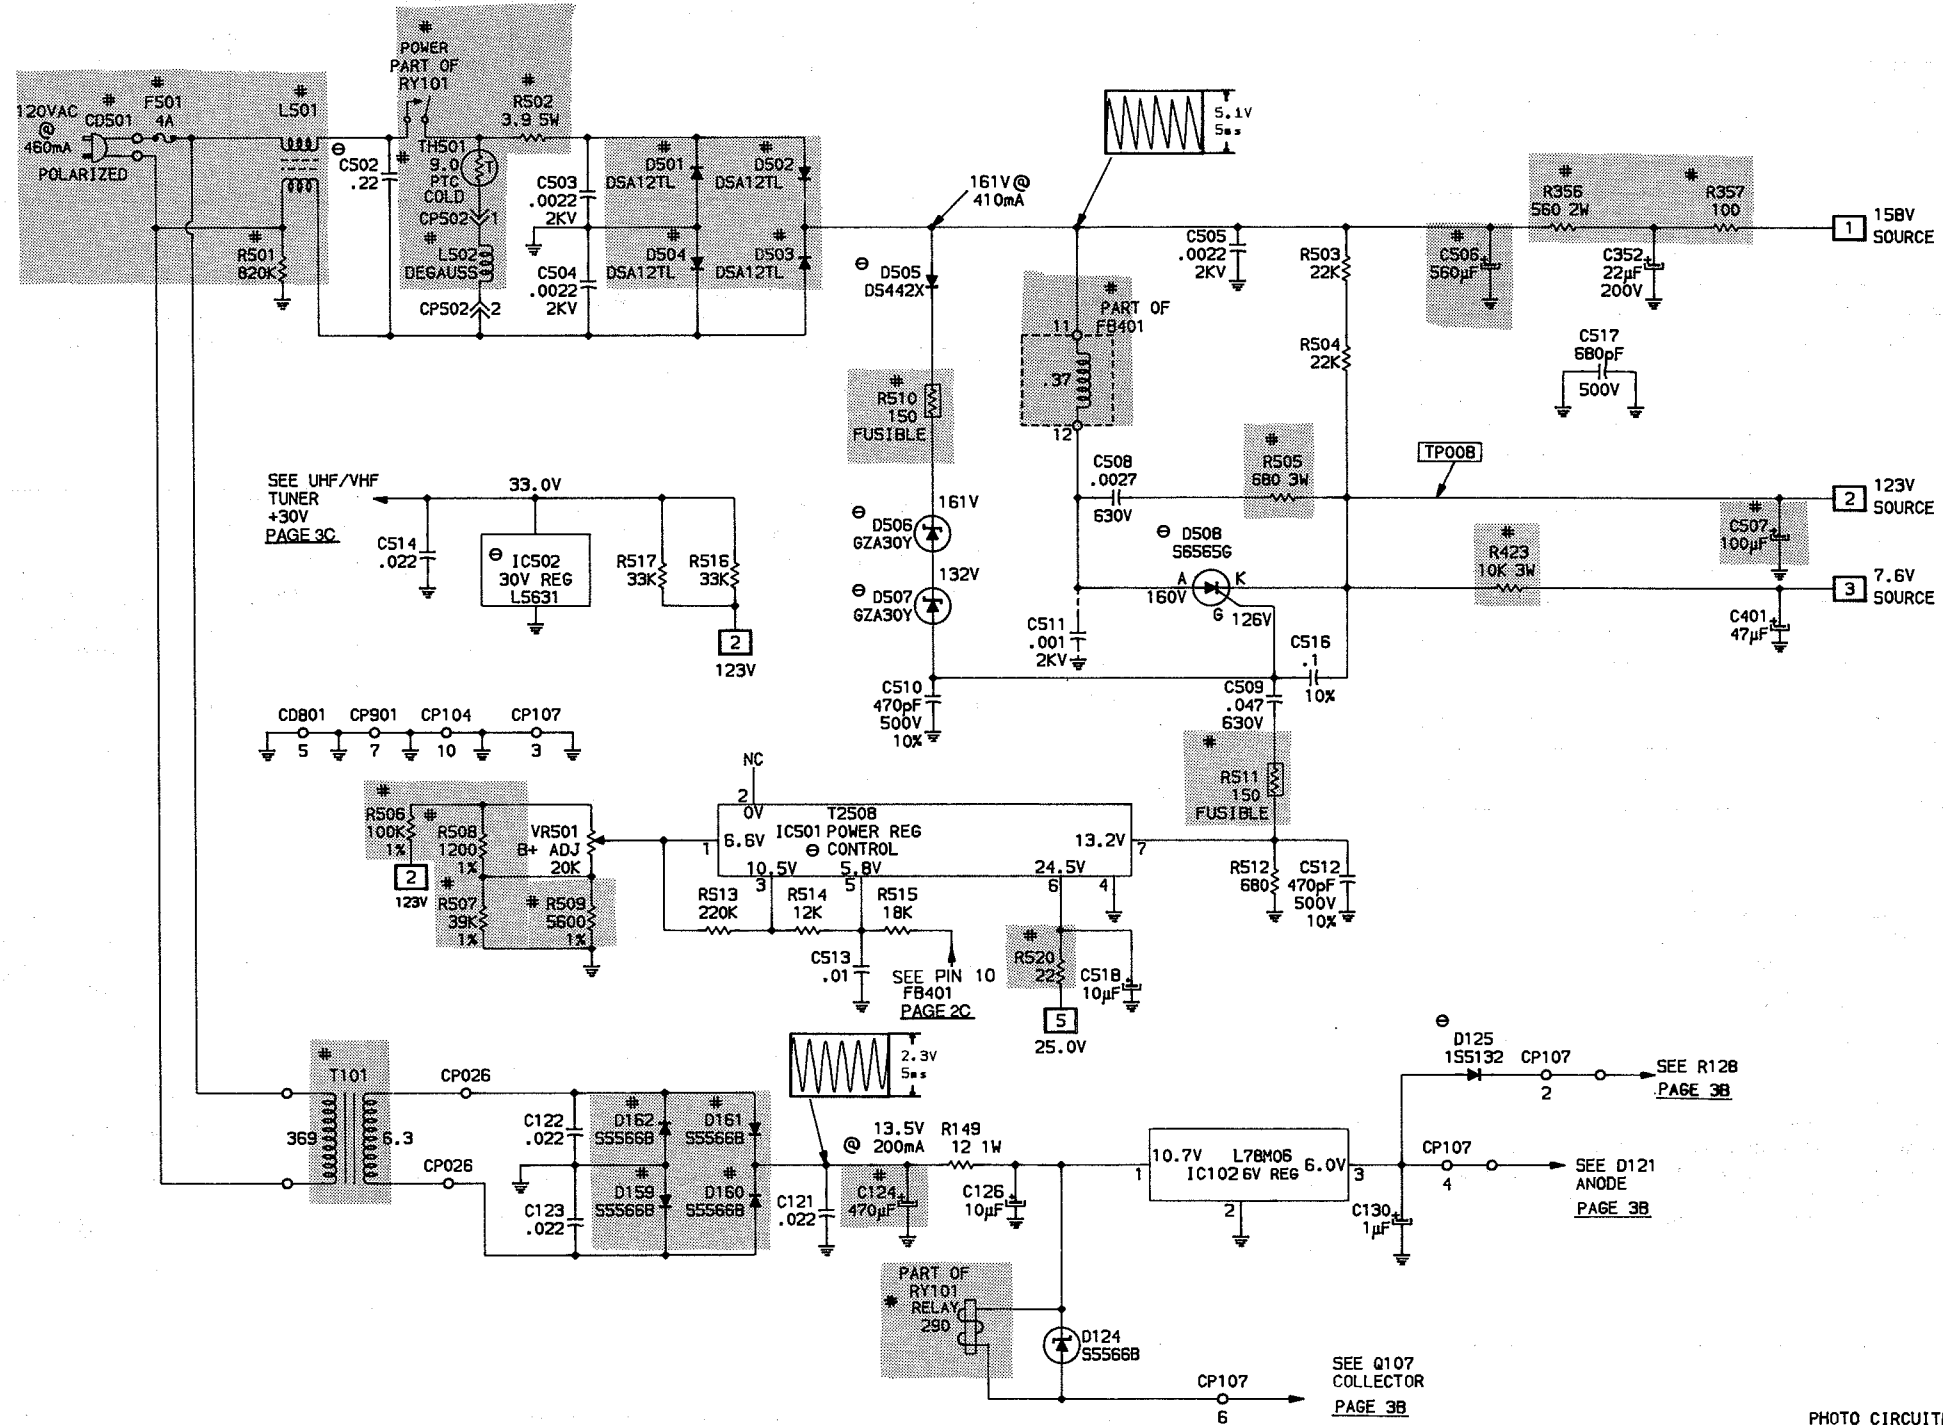 #
POWER
PART OF
RY101
120VAC
@
460mA
POLARIZED
#
CD501
#
F501
4A
#
L501
⊖
C502
.22
#
TH501
9.0
PTC
COLD
T
CP502 1
#
L502
DEGAUSS
CP502 2
#
R502
3.9 5W
C503
.0022
2KV
C504
.0022
2KV
#
D501
DSA12TL
#
D502
DSA12TL
#
D504
DSA12TL
#
D503
DSA12TL
#
R501
820K
161V @
410mA
5.1V
5ms
⊖ D505
DS442X
#
R510
150
FUSIBLE
#
PART OF
FB401
11
.37
12
C505
.0022
2KV
R503
22K
R504
22K
#
C506
560µF
#
R356
560 2W
#
R357
100
C352
22µF
200V
1
158V
SOURCE
C517
680pF
500V
SEE UHF/VHF
TUNER
+30V
PAGE 3C
33.0V
C514
.022
⊖ IC502
30V REG
L5631
R517
33K
R516
33K
2
123V
161V
⊖ D506
GZA30Y
132V
⊖ D507
GZA30Y
C508
.0027
630V
#
R505
680 3W
TP008
2
123V
SOURCE
⊖ D508
S6565G
A
160V
K
G 126V
#
R423
10K 3W
#
C507
100µF
3
7.6V
SOURCE
C401
47µF
C511
.001
2KV
C510
470pF
500V
10%
C516
.1
10%
C509
.047
630V
CD801
5
CP901
7
CP104
10
CP107
3
#
R511
150
FUSIBLE
#
R506
100K
1%
2
123V
#
R508
1200
1%
VR501
B+ ADJ
20K
#
R507
39K
1%
#
R509
5600
1%
NC
2
0V
T2508
IC501 POWER REG
⊖ CONTROL
1
6.6V
10.5V
3
5.8V
5
24.5V
6
4
13.2V
7
R513
220K
R514
12K
R515
18K
C513
.01
SEE PIN 10
FB401
PAGE 2C
#
R520
22
C518
10µF
5
25.0V
R512
680
C512
470pF
500V
10%
#
T101
369
6.3
CP026
CP026
C122
.022
C123
.022
#
D162
S5566B
#
D161
S5566B
#
D159
S5566B
#
D160
S5566B
2.3V
5ms
13.5V
@ 200mA
C121
.022
#
C124
470µF
R149
12 1W
C126
10µF
1
10.7V
L78M06
IC102 6V REG
6.0V
3
2
⊖
D125
1S5132
CP107
2
SEE R128
PAGE 3B
CP107
4
SEE D121
ANODE
PAGE 3B
C130
1µF
#
PART OF
RY101
RELAY
290
D124
S5566B
CP107
6
SEE Q107
COLLECTOR
PAGE 3B